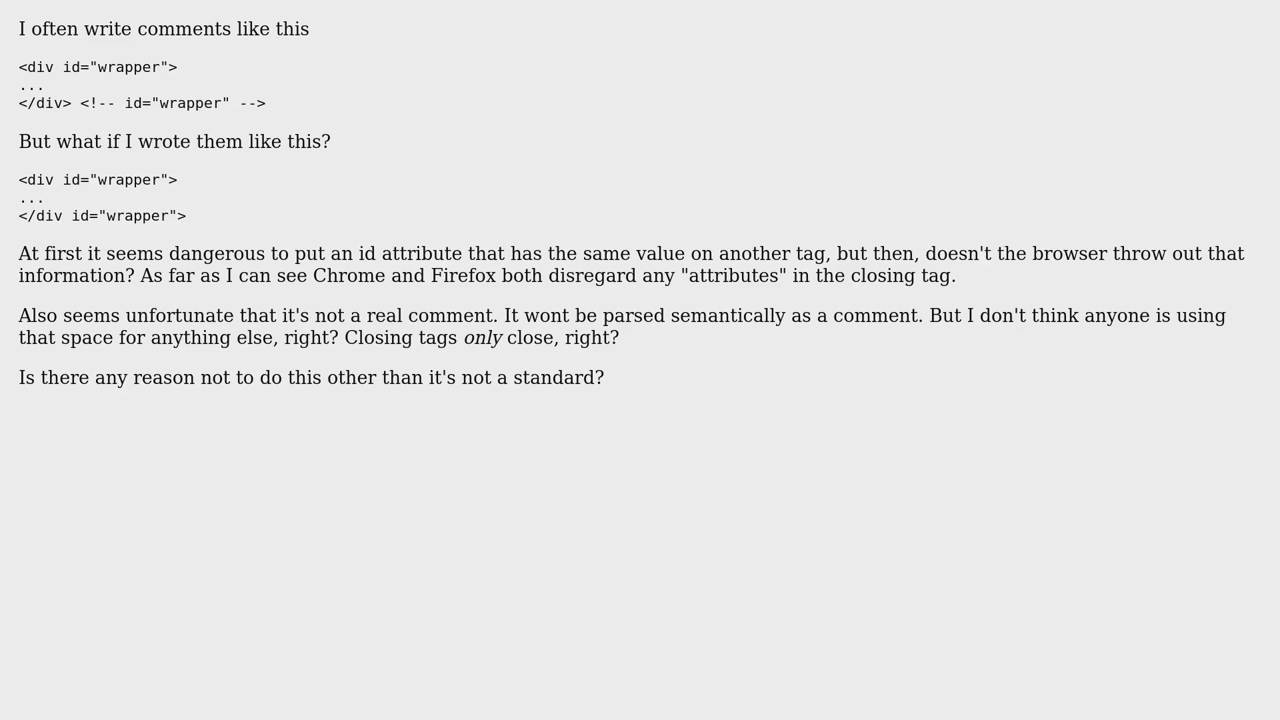 I often write comments like this
<div id="wrapper">
...
</div> <!-- id="wrapper" -->
But what if I wrote them like this?
<div id="wrapper">
...
</div id="wrapper">
At first it seems dangerous to put an id attribute that has the same value on another tag, but then, doesn't the browser throw out that
information? As far as I can see Chrome and Firefox both disregard any "attributes" in the closing tag.
Also seems unfortunate that it's not a real comment. It wont be parsed semantically as a comment. But I don't think anyone is using
that space for anything else, right? Closing tags only close, right?
Is there any reason not to do this other than it's not a standard?